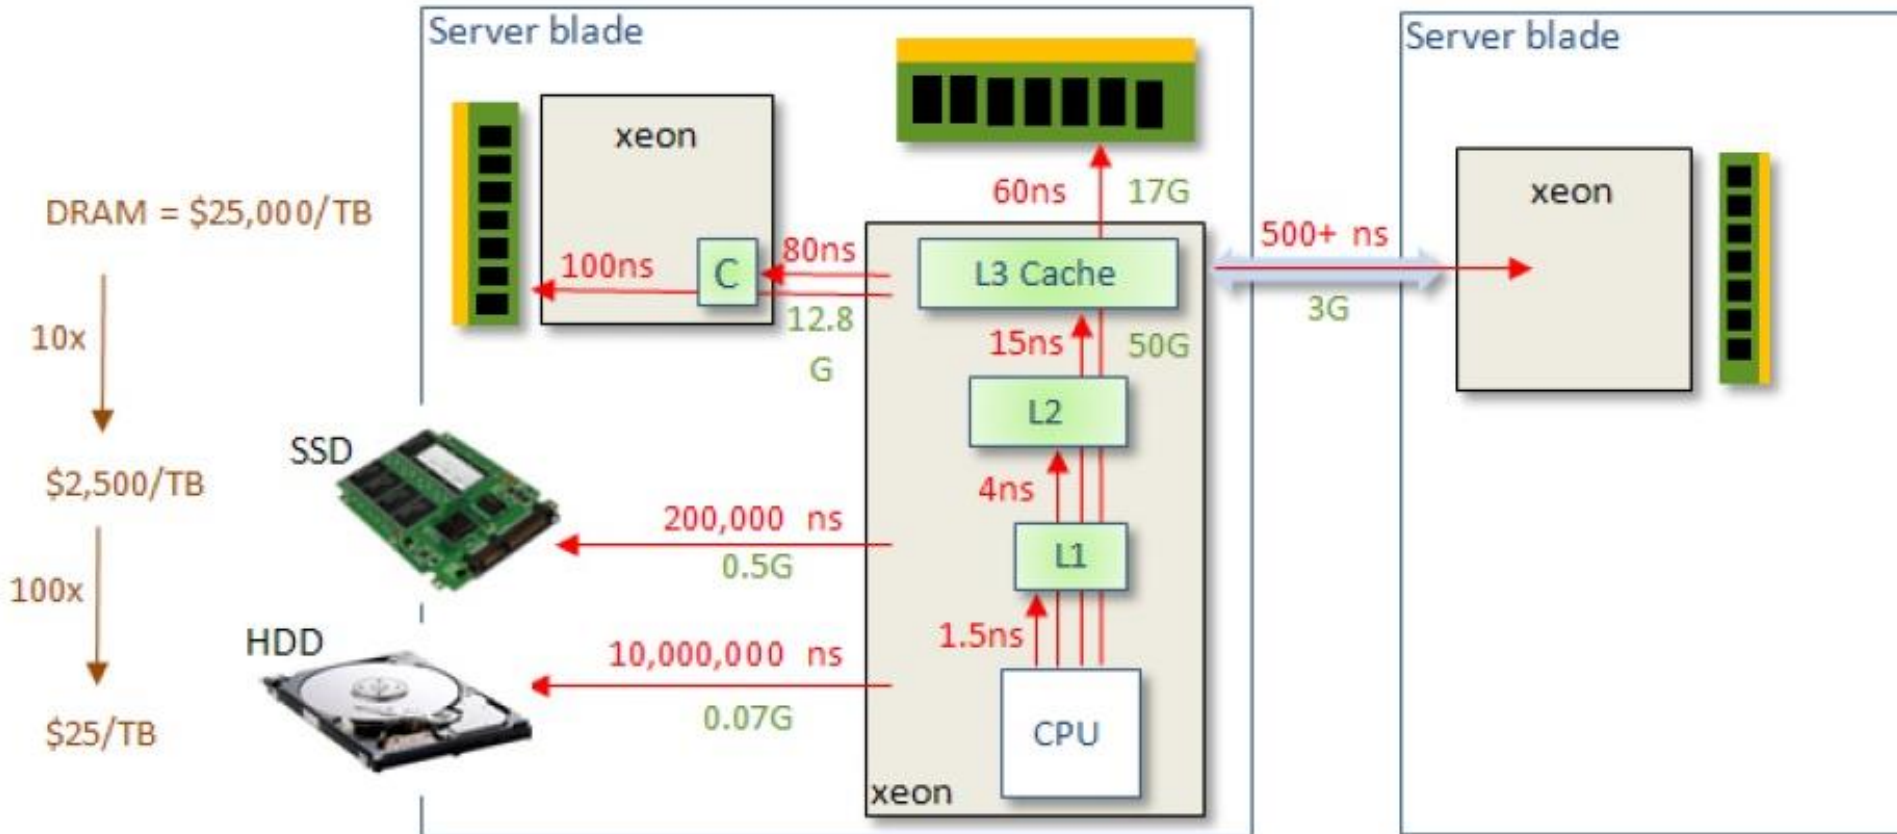 Server blade
Server blade
xeon
xeon
DRAM = $25,000/TB
60ns
17G
500+ ns
80ns
100ns
C
L3 Cache
3G
12.8
G
10x
15ns
50G
L2
SSD
$2,500/TB
4ns
200,000 ns
0.5G
L1
100x
HDD
1.5ns
10,000,000 ns
0.07G
$25/TB
CPU
xeon